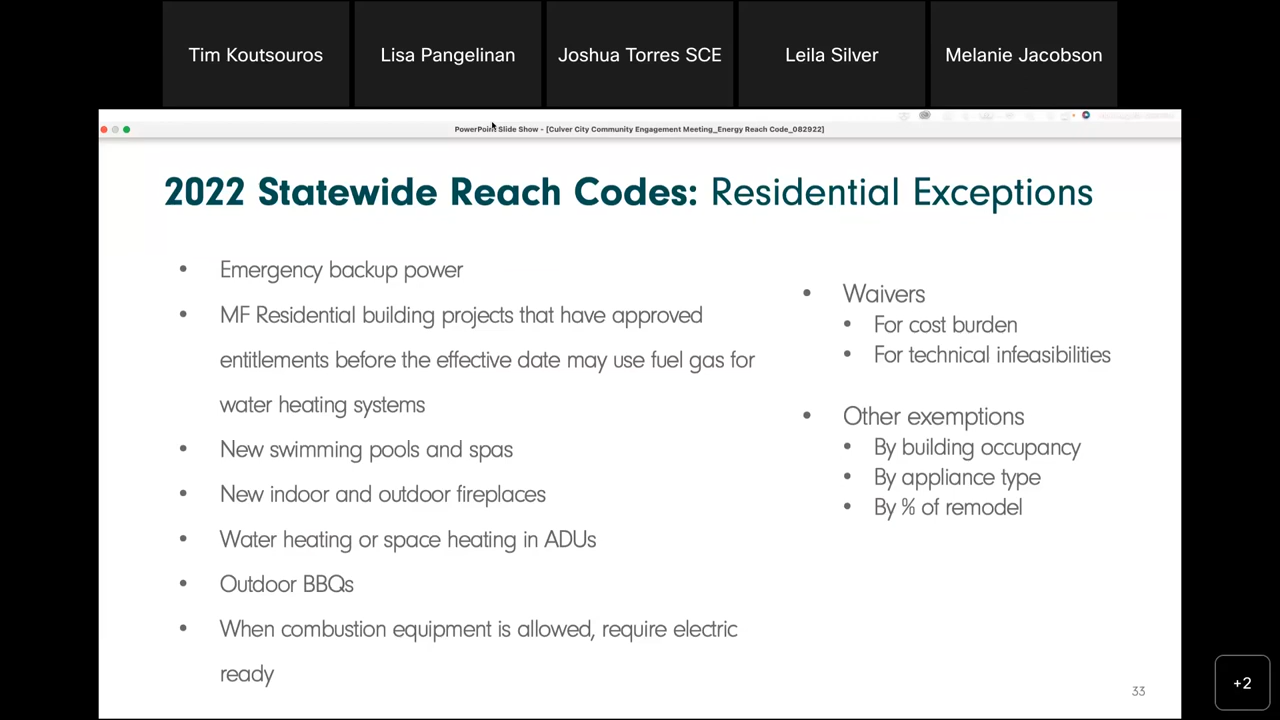 Tim Koutsouros
Lisa Pangelinan
Joshua Torres SCE
Leila Silver
Melanie Jacobson
PowerPoint Slide Show - [Culver City Community Engagement Meeting_Energy Reach Code_082922]
2022 Statewide Reach Codes: Residential Exceptions
• Emergency backup power
• MF Residential building projects that have approved
entitlements before the effective date may use fuel gas for
water heating systems
• New swimming pools and spas
• New indoor and outdoor fireplaces
• Water heating or space heating in ADUs
• Outdoor BBQs
• When combustion equipment is allowed, require electric
ready
• Waivers
• For cost burden
• For technical infeasibilities
• Other exemptions
• By building occupancy
• By appliance type
• By % of remodel
33
+2